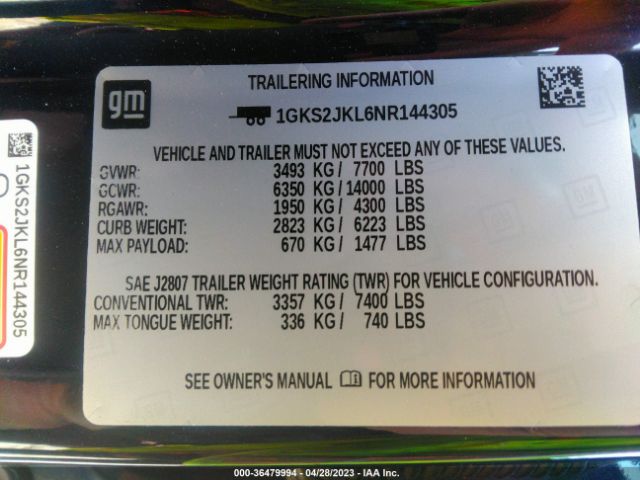 gm
TRAILERING INFORMATION
1GKS2JKL6NR144305
VEHICLE AND TRAILER MUST NOT EXCEED ANY OF THESE VALUES.
GVWR: 3493 KG / 7700 LBS
GCWR: 6350 KG / 14000 LBS
RGAWR: 1950 KG / 4300 LBS
CURB WEIGHT: 2823 KG / 6223 LBS
MAX PAYLOAD: 670 KG / 1477 LBS
SAE J2807 TRAILER WEIGHT RATING (TWR) FOR VEHICLE CONFIGURATION.
CONVENTIONAL TWR: 3357 KG / 7400 LBS
MAX TONGUE WEIGHT: 336 KG / 740 LBS
SEE OWNER'S MANUAL FOR MORE INFORMATION
1GKS2JKL6NR144305
000-36479994 - 04/28/2023 - IAA Inc.